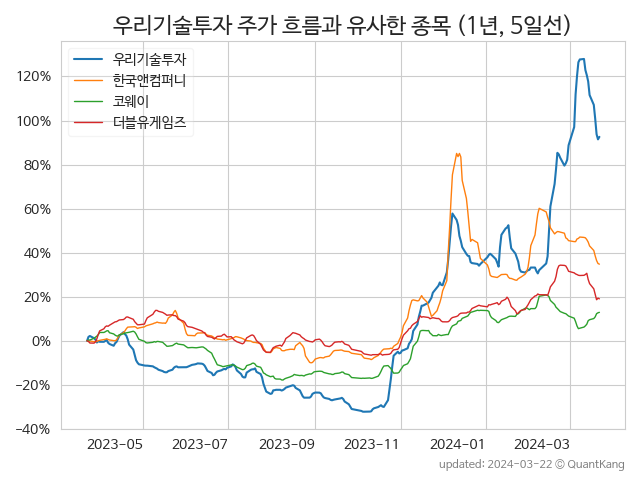 우리기술투자 주가 흐름과 유사한 종목 (1년, 5일선)
우리기술투자
한국앤컴퍼니
코웨이
더블유게임즈
120%
100%
80%
60%
40%
20%
0%
−20%
−40%
2023-05 2023-07 2023-09 2023-11 2024-01 2024-03
updated: 2024-03-22 © QuantKang